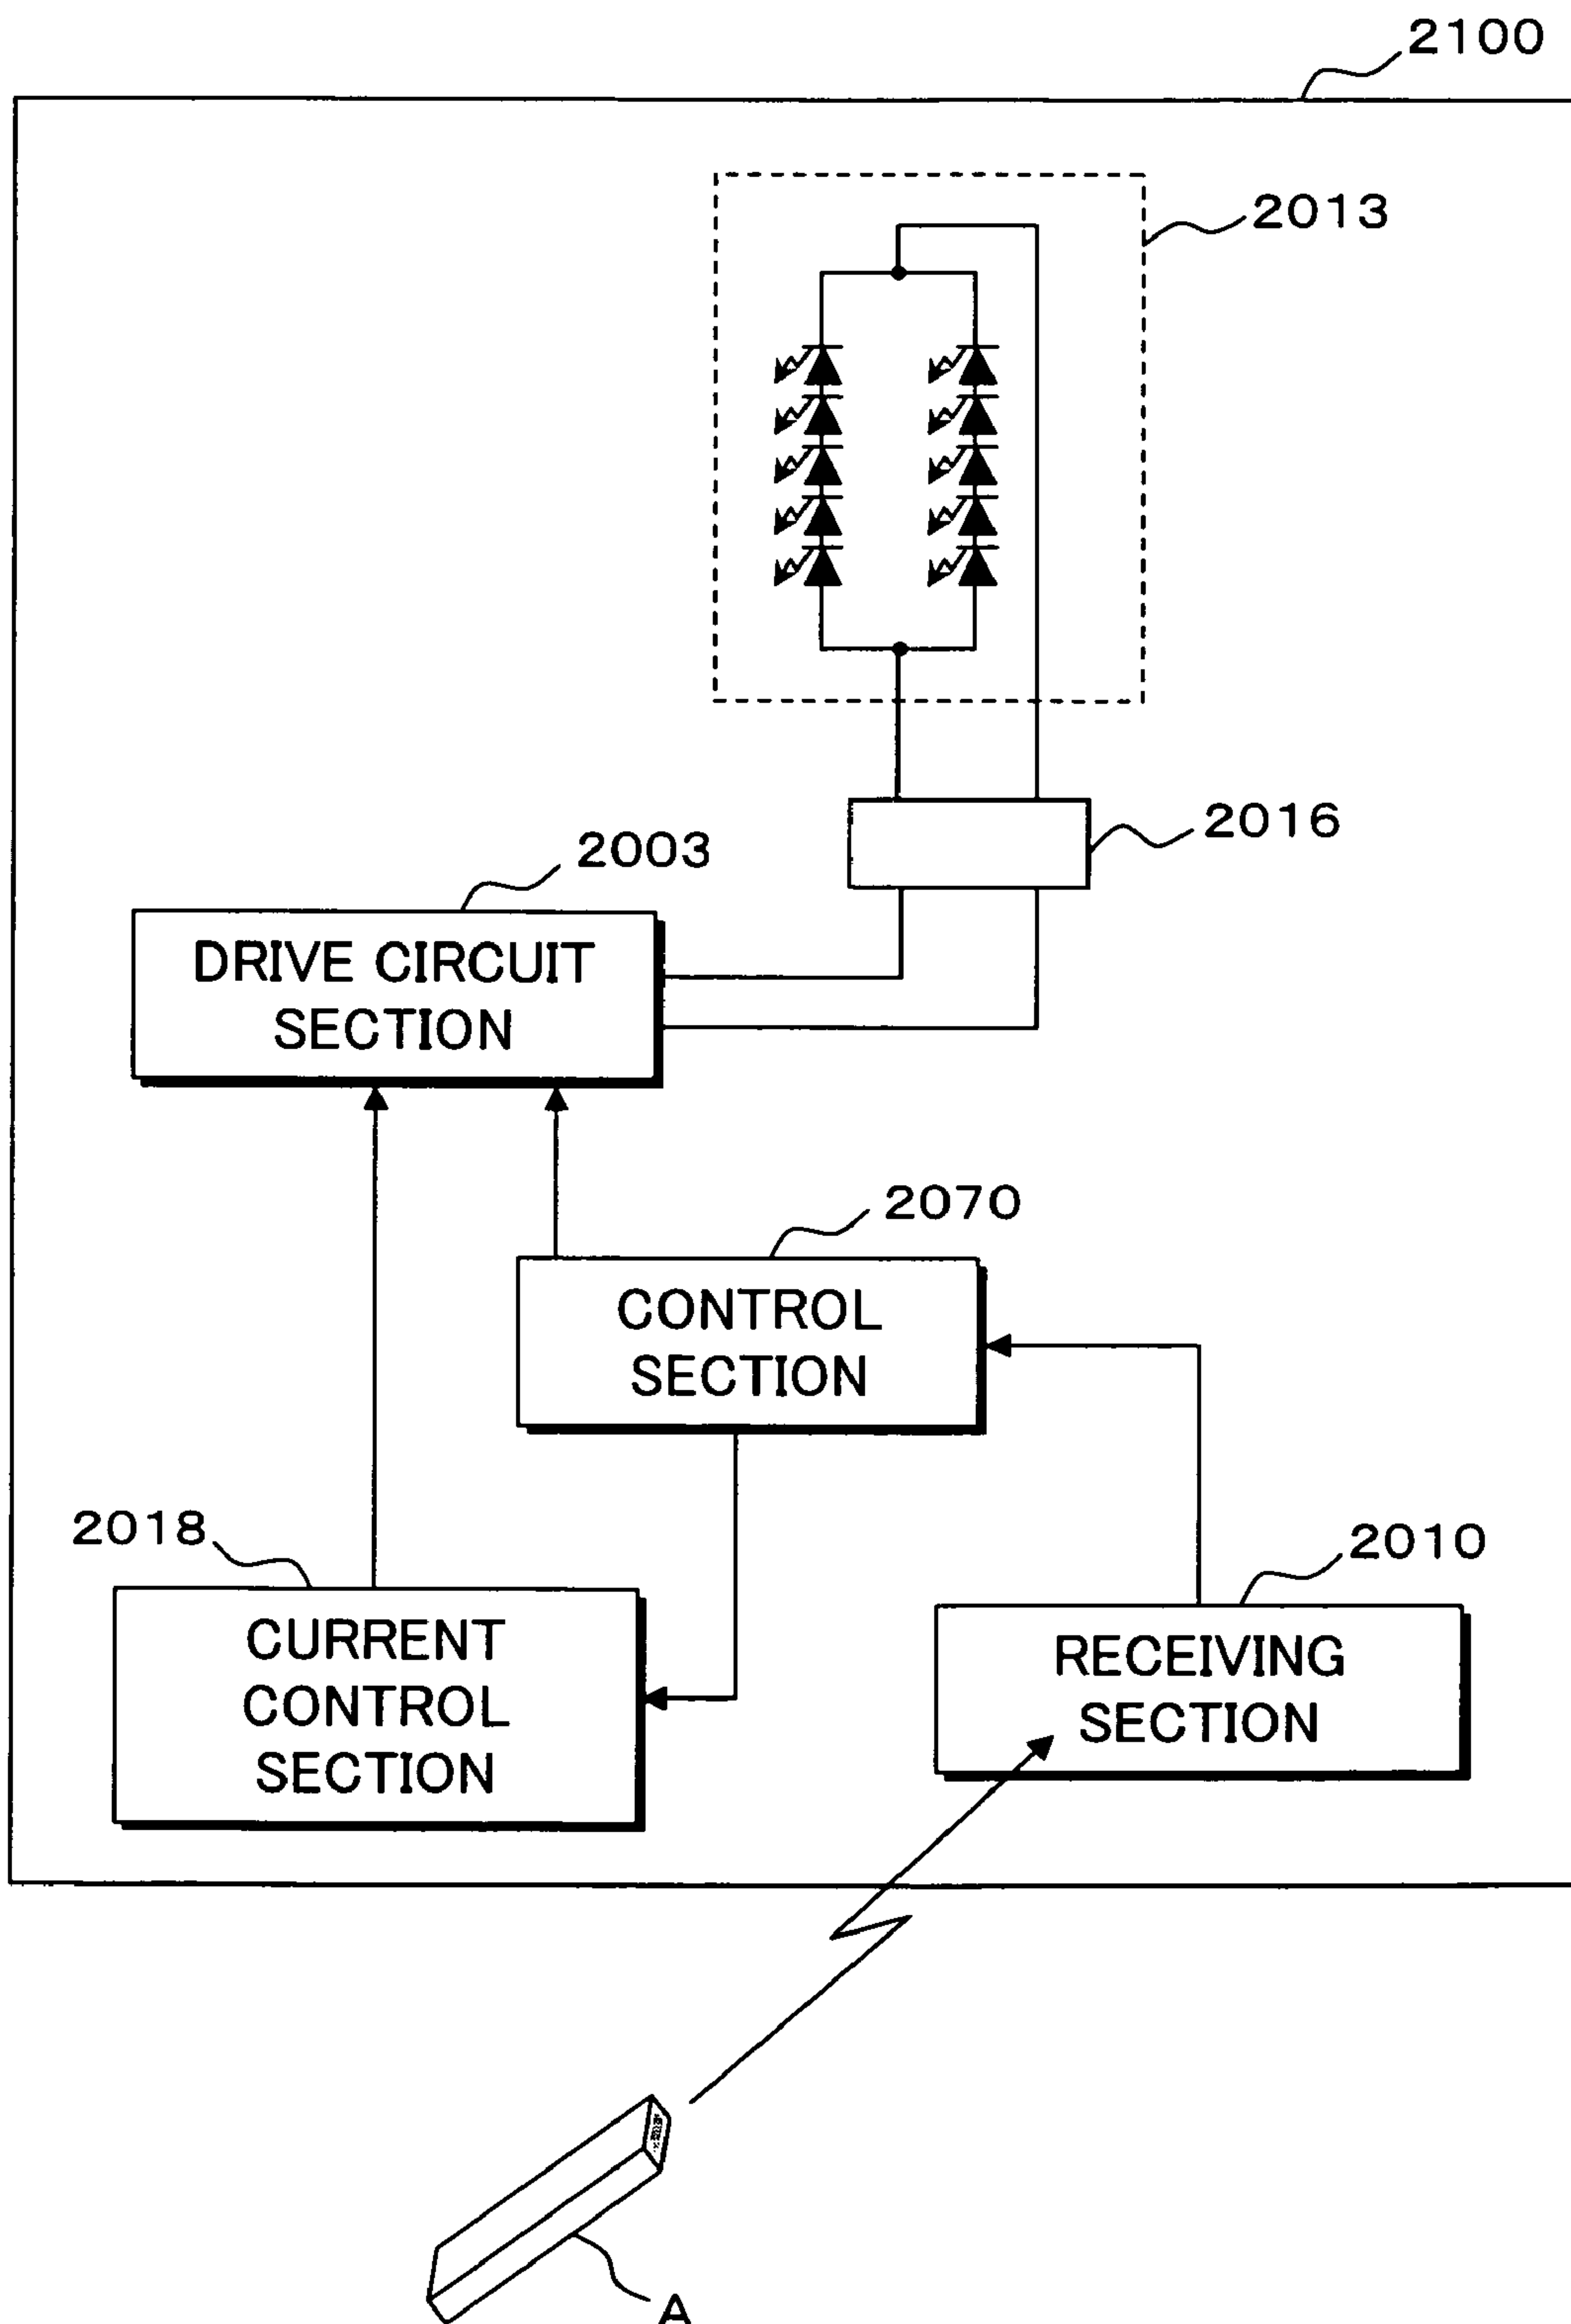 2100
2013
2016
2003
DRIVE CIRCUIT
SECTION
2070
CONTROL
SECTION
2018
CURRENT
CONTROL
SECTION
2010
RECEIVING
SECTION
A